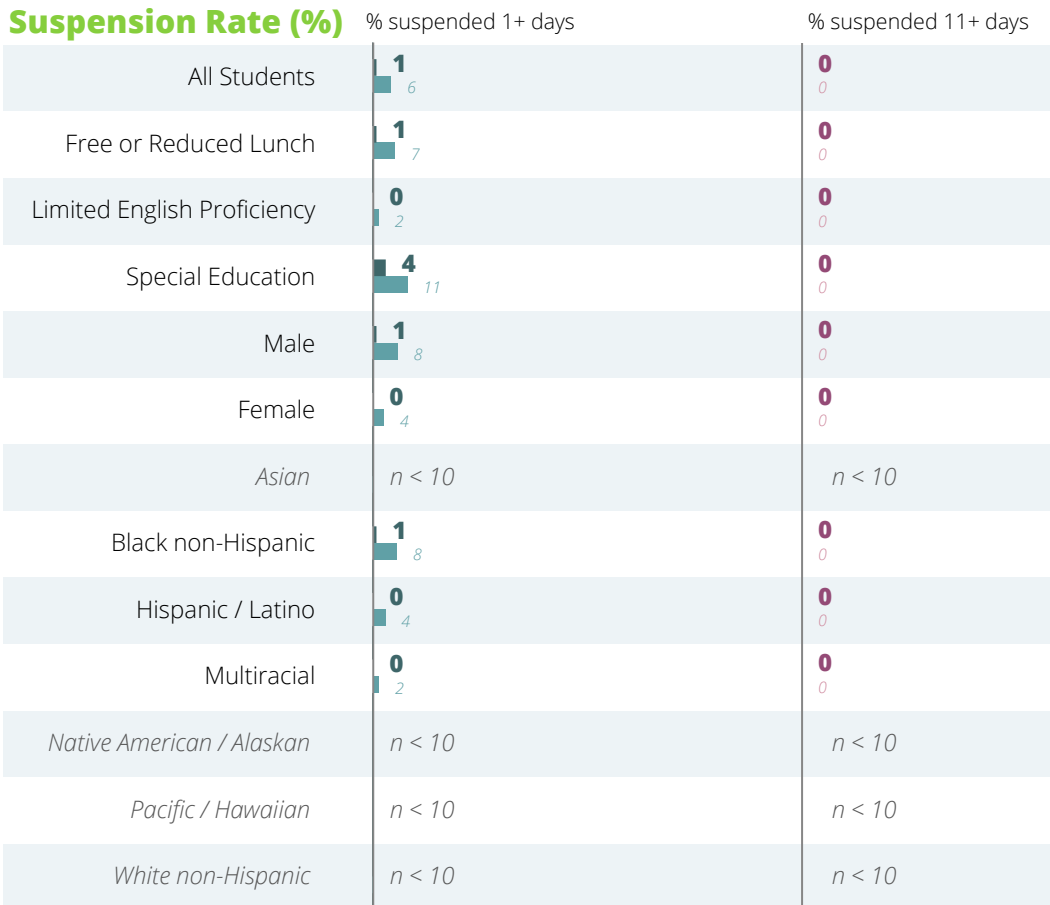 Suspension Rate (%) % suspended 1+ days % suspended 11+ days
All Students 1 0
6 0
Free or Reduced Lunch 1 0
7 0
Limited English Proficiency 0 0
2 0
Special Education 4 0
11 0
Male 1 0
8 0
Female 0 0
4 0
Asian n < 10 n < 10
Black non-Hispanic 1 0
8 0
Hispanic / Latino 0 0
4 0
Multiracial 0 0
2 0
Native American / Alaskan n < 10 n < 10
Pacific / Hawaiian n < 10 n < 10
White non-Hispanic n < 10 n < 10